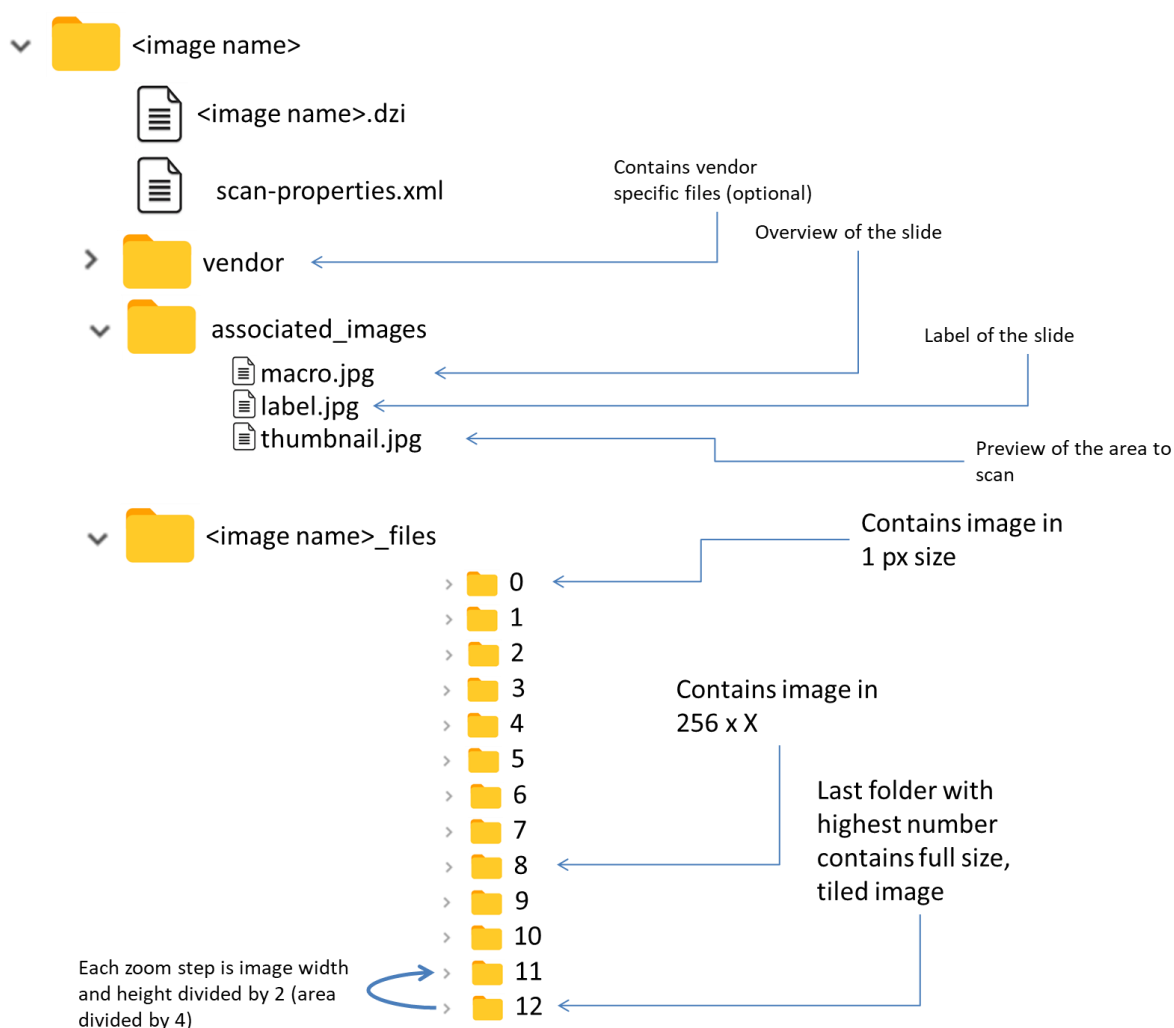 <image name>
<image name>.dzi
scan-properties.xml
Contains vendor
specific files (optional)
Overview of the slide
vendor
associated_images
Label of the slide
macro.jpg
label.jpg
thumbnail.jpg
Preview of the area to
scan
<image name>_files
Contains image in
1 px size
0
1
2
3
Contains image in
256 x X
4
5
6
7
Last folder with
highest number
contains full size,
tiled image
8
9
10
11
12
Each zoom step is image width
and height divided by 2 (area
divided by 4)